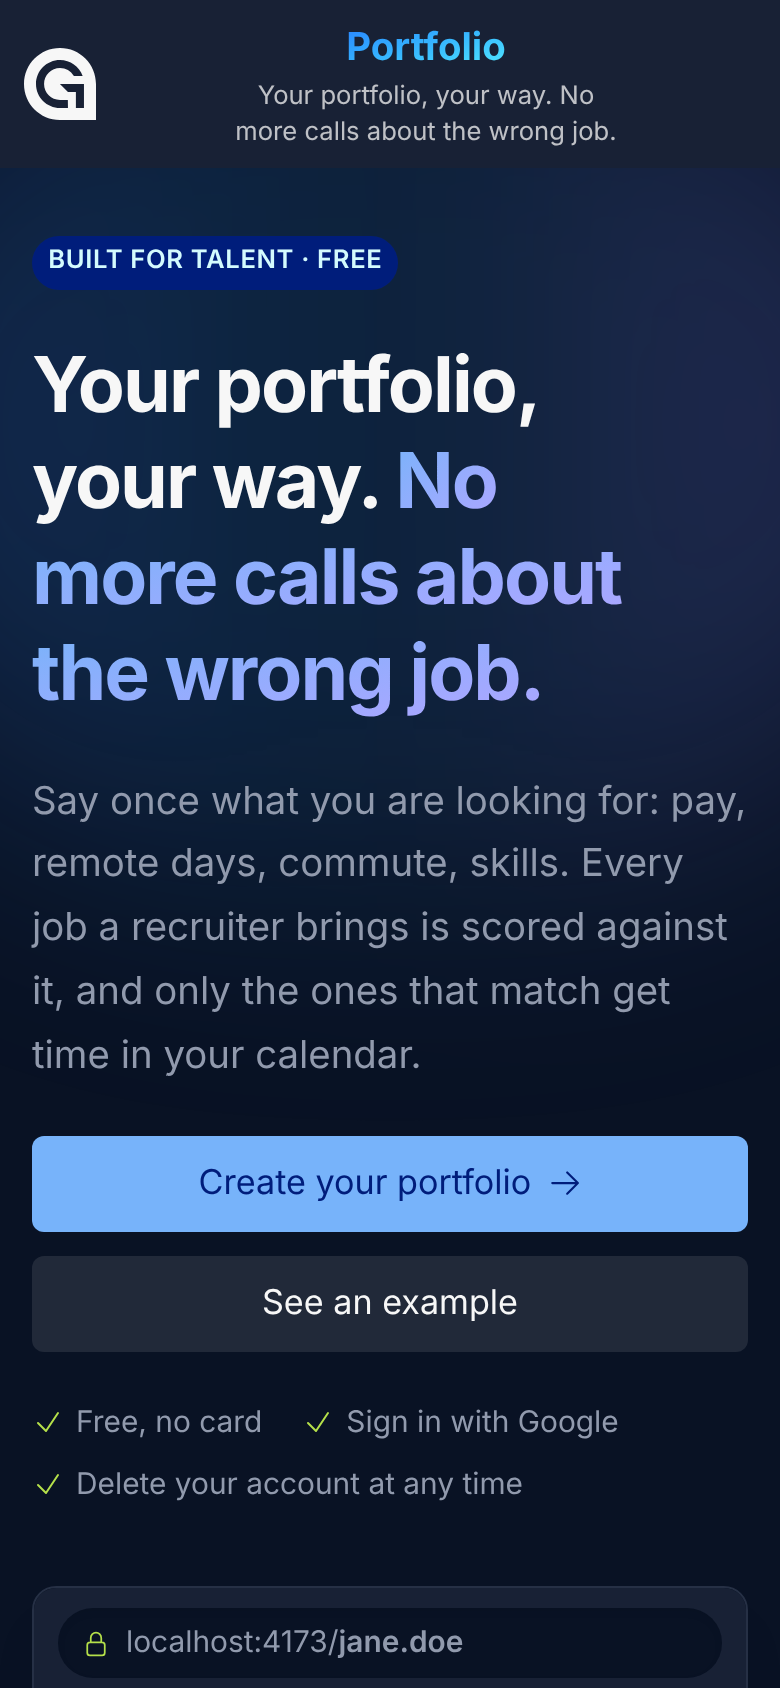 Portfolio
Your portfolio, your way. No
more calls about the wrong job.
BUILT FOR TALENT · FREE
Your portfolio,
your way. No
more calls about
the wrong job.
Say once what you are looking for: pay,
remote days, commute, skills. Every
job a recruiter brings is scored against
it, and only the ones that match get
time in your calendar.
Create your portfolio →
See an example
✓ Free, no card ✓ Sign in with Google
✓ Delete your account at any time
localhost:4173/jane.doe